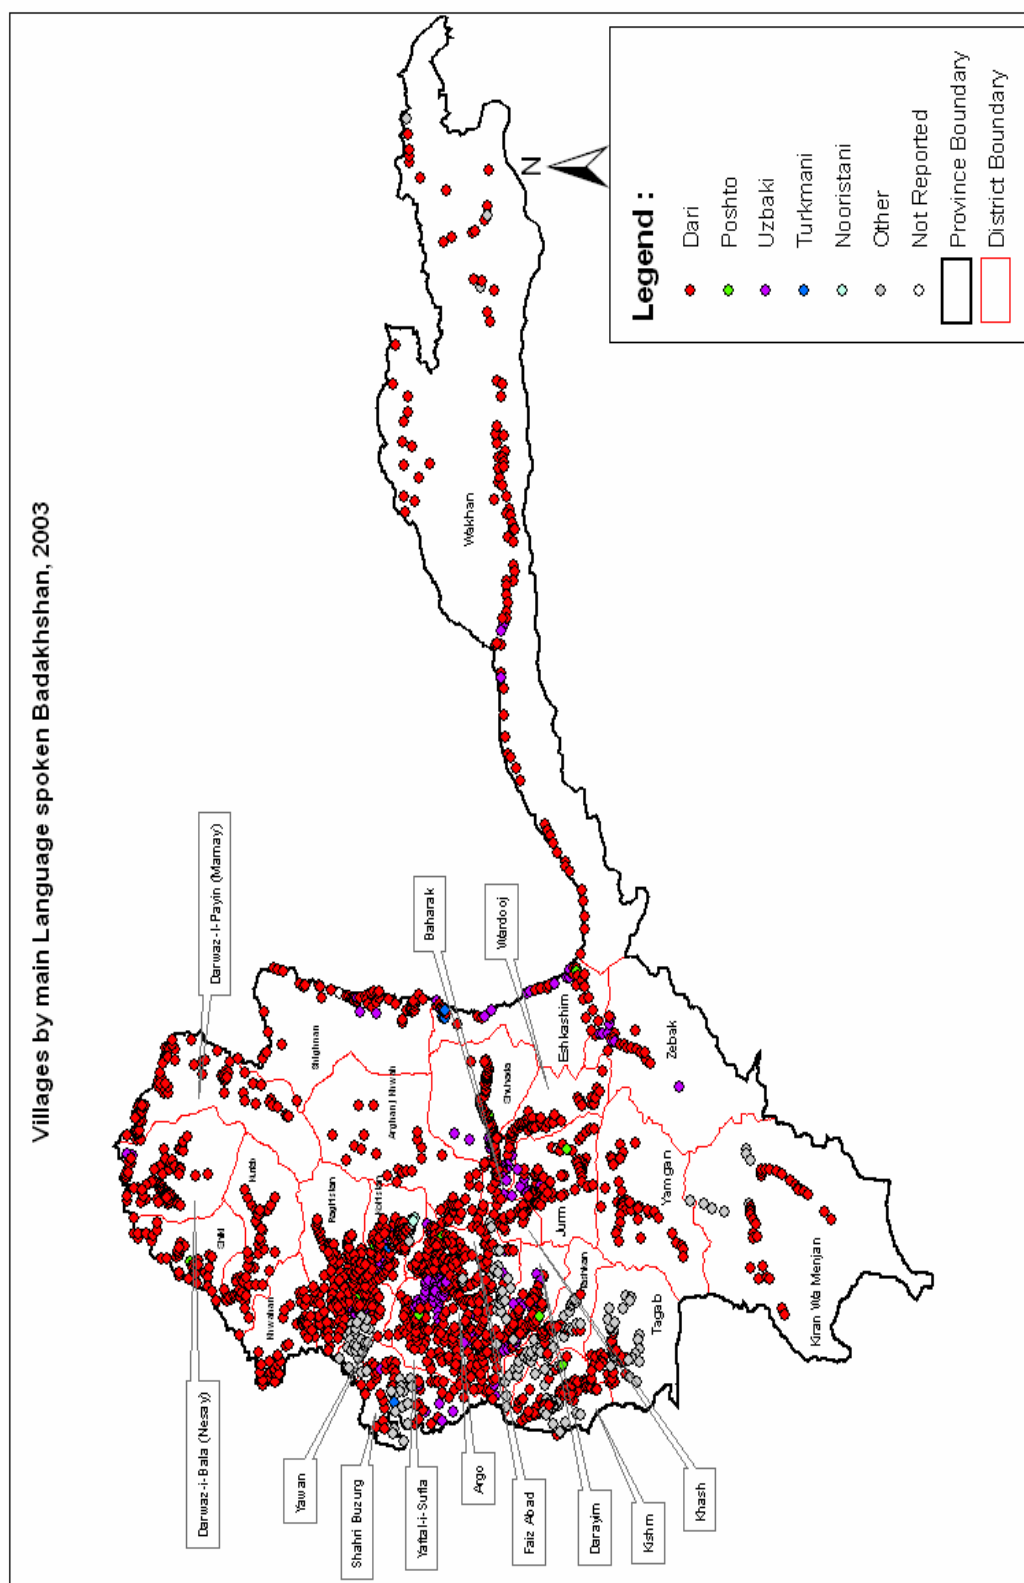 Villages by main Language spoken Badakhshan, 2003
Darwaz-i-Bala (Nesay)
Darwaz-I-Payin (Mamay)
Yawan
Shahri Buzurg
Yaftal-i-Sufla
Argo
Faiz Abad
Darayim
Kishm
Khash
Baharak
Wardooj
Shighnan
Arghanj Khwah
Raghistan
Khwahan
Shuhada
Eshkashim
Zebak
Jurm
Yamgan
Tagab
Kiran Wa Menjan
Wakhan
N
Legend :
Dari
Poshto
Uzbaki
Turkmani
Nooristani
Other
Not Reported
Province Boundary
District Boundary